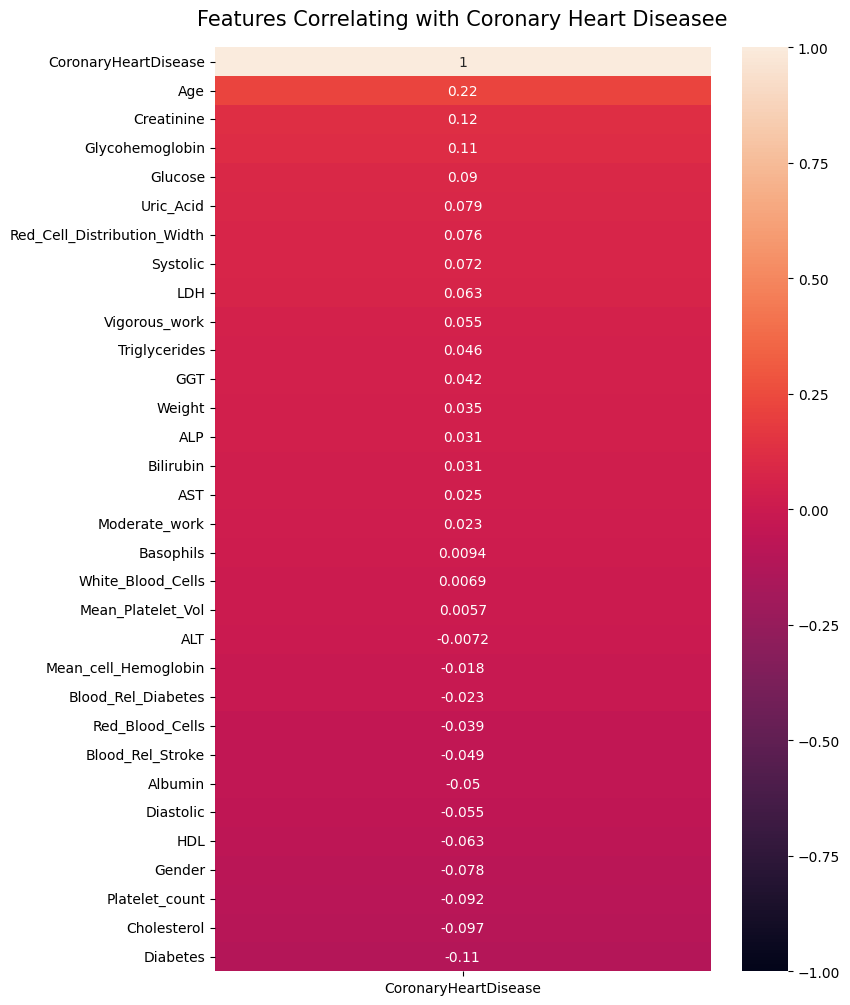 Features Correlating with Coronary Heart Diseasee
CoronaryHeartDisease 1
Age 0.22
Creatinine 0.12
Glycohemoglobin 0.11
Glucose 0.09
Uric_Acid 0.079
Red_Cell_Distribution_Width 0.076
Systolic 0.072
LDH 0.063
Vigorous_work 0.055
Triglycerides 0.046
GGT 0.042
Weight 0.035
ALP 0.031
Bilirubin 0.031
AST 0.025
Moderate_work 0.023
Basophils 0.0094
White_Blood_Cells 0.0069
Mean_Platelet_Vol 0.0057
ALT -0.0072
Mean_cell_Hemoglobin -0.018
Blood_Rel_Diabetes -0.023
Red_Blood_Cells -0.039
Blood_Rel_Stroke -0.049
Albumin -0.05
Diastolic -0.055
HDL -0.063
Gender -0.078
Platelet_count -0.092
Cholesterol -0.097
Diabetes -0.11
CoronaryHeartDisease
1.00
0.75
0.50
0.25
0.00
−0.25
−0.50
−0.75
−1.00